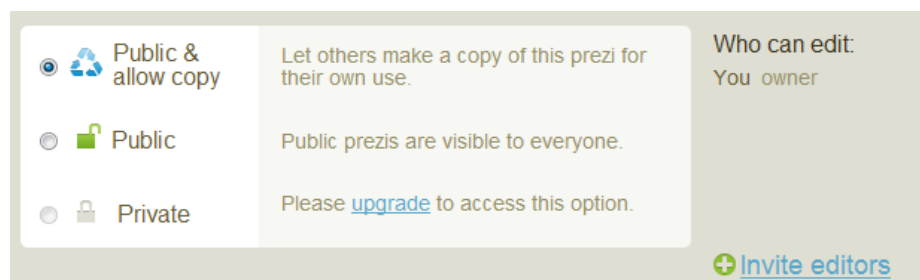 Public &
allow copy
Let others make a copy of this prezi for
their own use.
Public
Public prezis are visible to everyone.
Private
Please upgrade to access this option.
Who can edit:
You owner
Invite editors